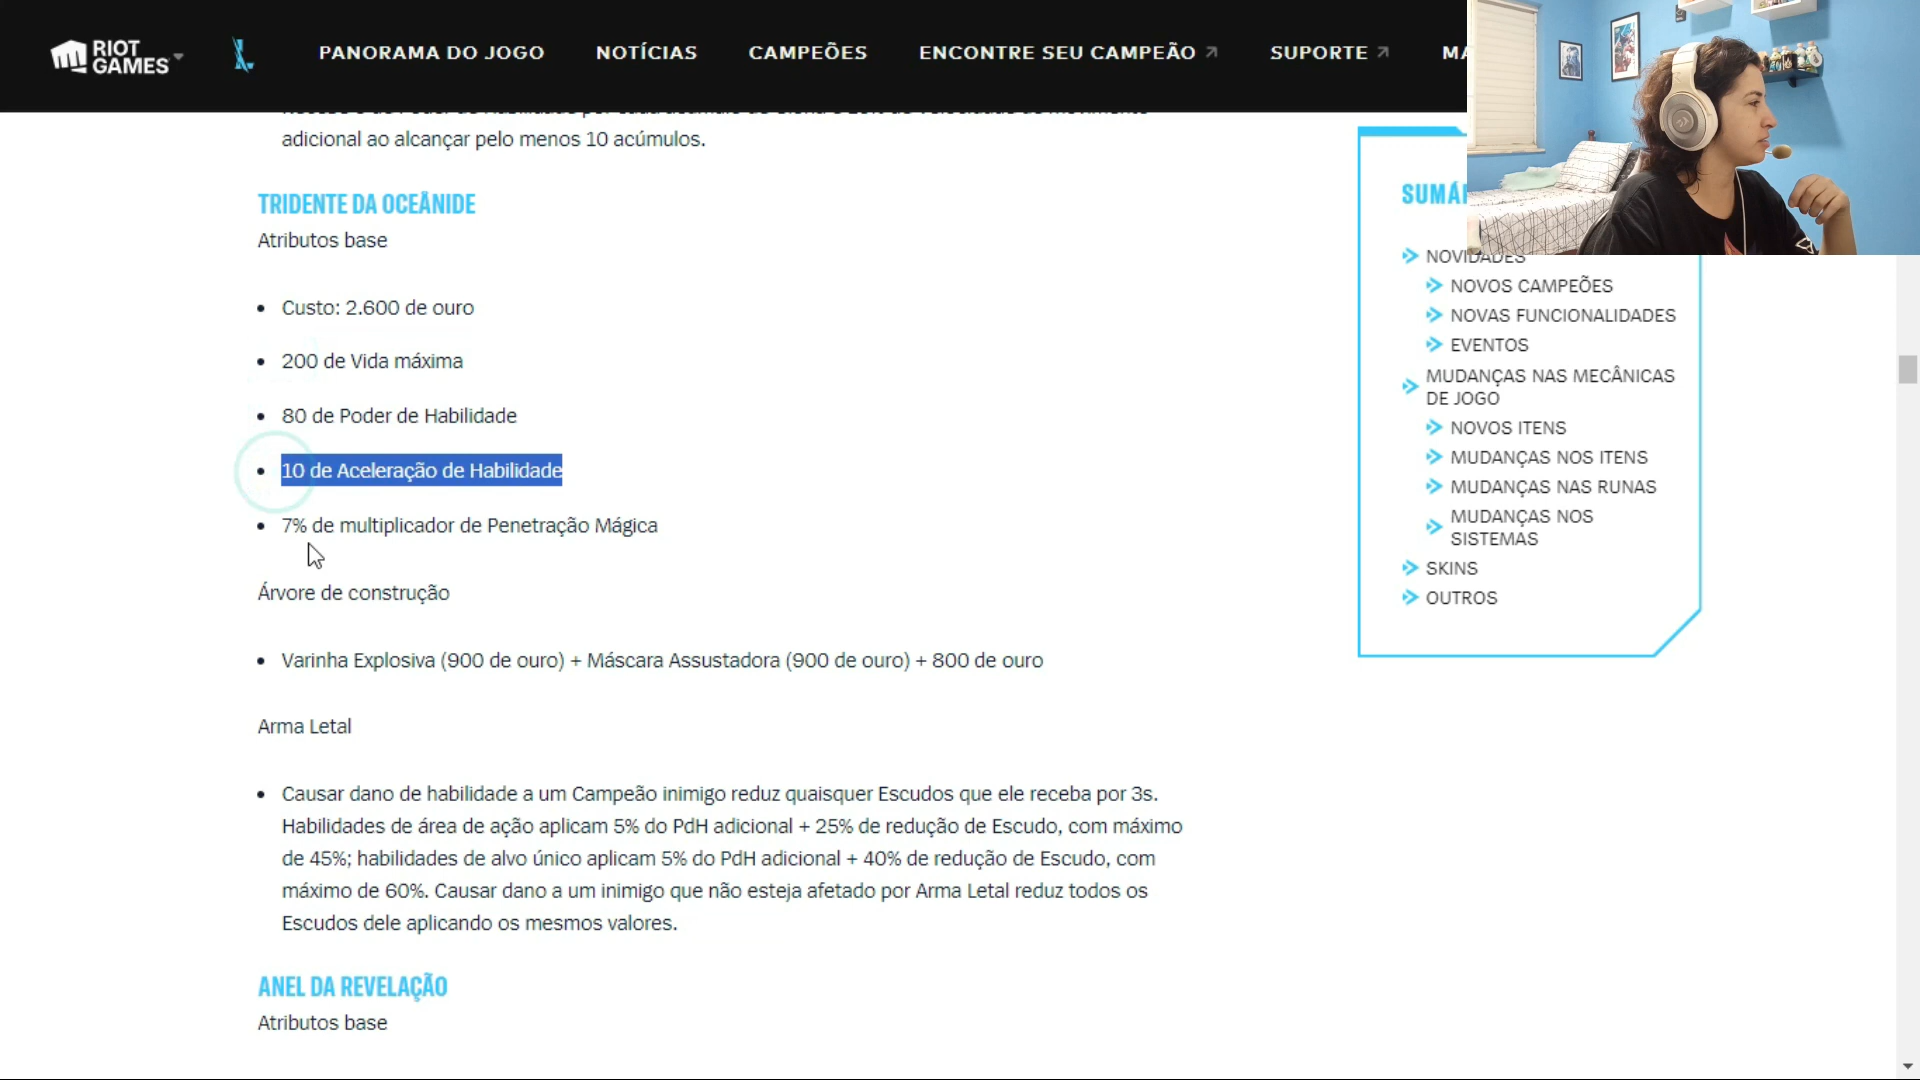 RIOT
GAMES
PANORAMA DO JOGO
NOTÍCIAS
CAMPEÕES
ENCONTRE SEU CAMPEÃO
SUPORTE
adicional ao alcançar pelo menos 10 acúmulos.
TRIDENTE DA OCEÂNIDE
Atributos base
Custo: 2.600 de ouro
200 de Vida máxima
80 de Poder de Habilidade
10 de Aceleração de Habilidade
7% de multiplicador de Penetração Mágica
Árvore de construção
Varinha Explosiva (900 de ouro) + Máscara Assustadora (900 de ouro) + 800 de ouro
Arma Letal
Causar dano de habilidade a um Campeão inimigo reduz quaisquer Escudos que ele receba por 3s.
Habilidades de área de ação aplicam 5% do PdH adicional + 25% de redução de Escudo, com máximo
de 45%; habilidades de alvo único aplicam 5% do PdH adicional + 40% de redução de Escudo, com
máximo de 60%. Causar dano a um inimigo que não esteja afetado por Arma Letal reduz todos os
Escudos dele aplicando os mesmos valores.
ANEL DA REVELAÇÃO
Atributos base
NOVIDADES
NOVOS CAMPEÕES
NOVAS FUNCIONALIDADES
EVENTOS
MUDANÇAS NAS MECÂNICAS
DE JOGO
NOVOS ITENS
MUDANÇAS NOS ITENS
MUDANÇAS NAS RUNAS
MUDANÇAS NOS
SISTEMAS
SKINS
OUTROS